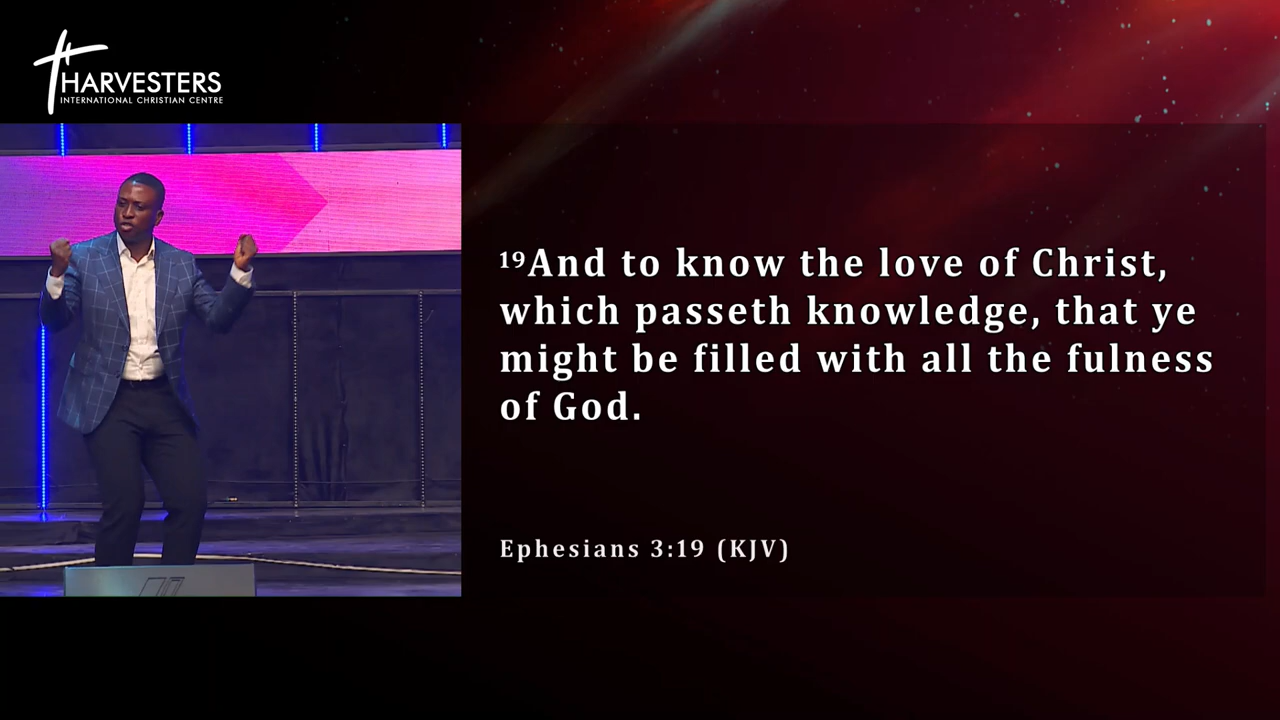 HARVESTERS
INTERNATIONAL CHRISTIAN CENTRE
19And to know the love of Christ,
which passeth knowledge, that ye
might be filled with all the fulness
of God.
Ephesians 3:19 (KJV)